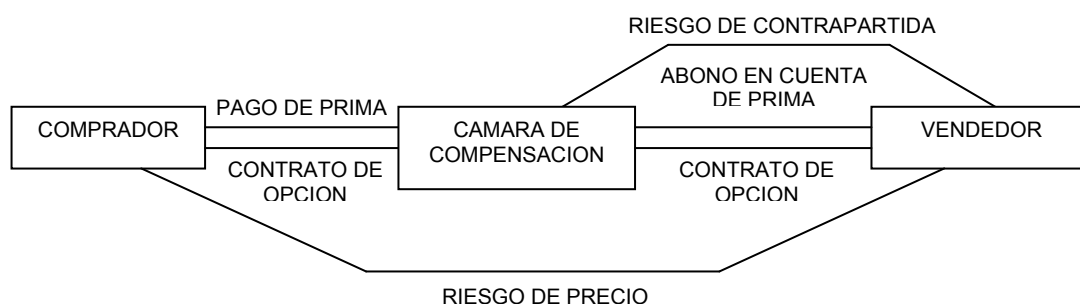 RIESGO DE CONTRAPARTIDA
ABONO EN CUENTA
DE PRIMA
PAGO DE PRIMA
COMPRADOR
CAMARA DE
COMPENSACION
VENDEDOR
CONTRATO DE
OPCION
CONTRATO DE
OPCION
RIESGO DE PRECIO